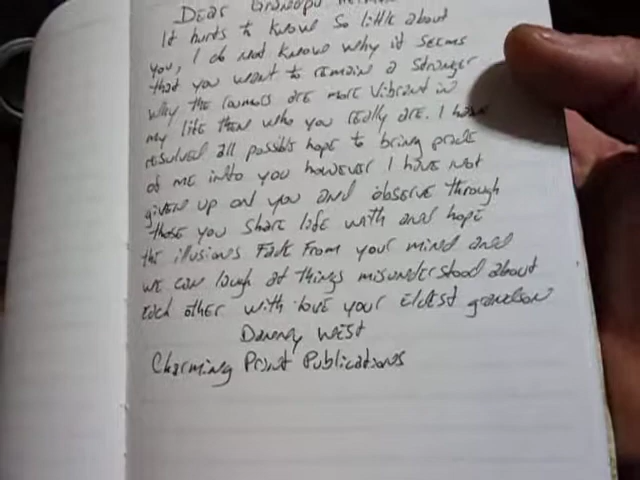 Dear Grandpa
It hurts to know so little about
you, I do not know why it seems
that you want to remain a stranger
why the rumors are more vibrant in
my life then who you really are. I have
resolved all possible hope to bring pride
of me into you however I have not
given up on you and observe through
those you share life with and hope
the illusions Fade From your mind and
we can laugh at things misunderstood about
each other with love your Eldest grandson
Danny West
Charming Print Publications